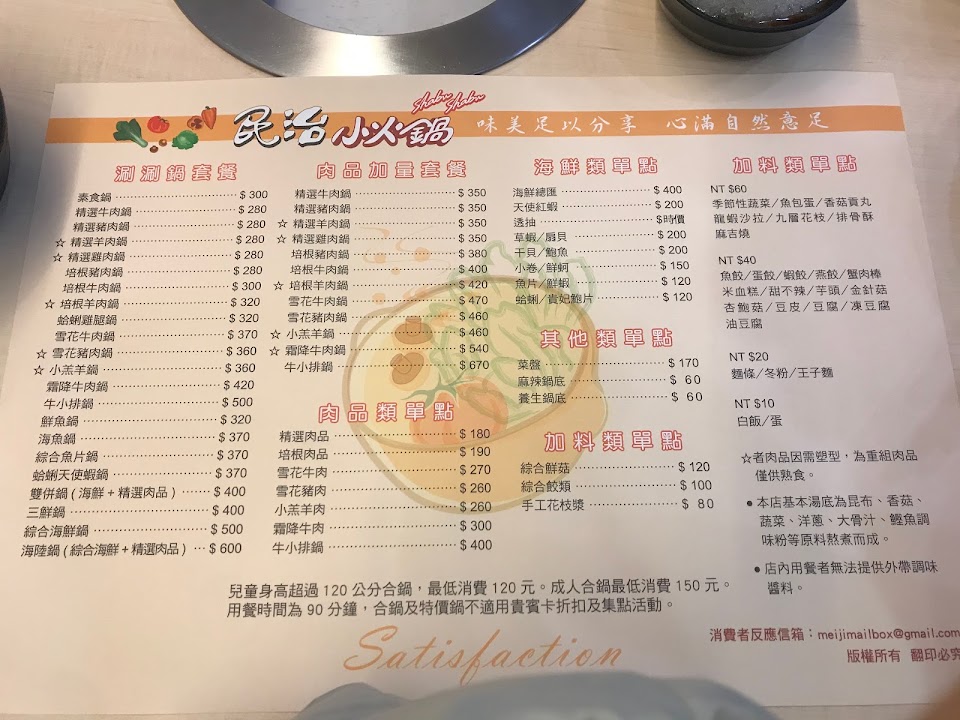 Shabu Shabu
民治 小火鍋 味美足以分享 心滿自然意足
涮涮鍋套餐
素食鍋 $ 300
精選牛肉鍋 $ 280
精選豬肉鍋 $ 280
☆ 精選羊肉鍋 $ 280
☆ 精選雞肉鍋 $ 280
培根豬肉鍋 $ 280
培根牛肉鍋 $ 300
☆ 培根羊肉鍋 $ 320
蛤蜊雞腿鍋 $ 320
雪花牛肉鍋 $ 370
☆ 雪花豬肉鍋 $ 360
☆ 小羔羊鍋 $ 360
霜降牛肉鍋 $ 420
牛小排鍋 $ 500
鮮魚鍋 $ 320
海魚鍋 $ 370
綜合魚片鍋 $ 370
蛤蜊天使蝦鍋 $ 370
雙併鍋 ( 海鮮 + 精選肉品 ) $ 400
三鮮鍋 $ 400
綜合海鮮鍋 $ 500
海陸鍋 ( 綜合海鮮 + 精選肉品 ) $ 600
肉品加量套餐
精選牛肉鍋 $ 350
精選豬肉鍋 $ 350
☆ 精選羊肉鍋 $ 350
☆ 精選雞肉鍋 $ 350
培根豬肉鍋 $ 380
培根牛肉鍋 $ 400
☆ 培根羊肉鍋 $ 420
雪花牛肉鍋 $ 470
雪花豬肉鍋 $ 460
☆ 小羔羊鍋 $ 460
☆ 霜降牛肉鍋 $ 540
牛小排鍋 $ 670
肉品類單點
精選肉品 $ 180
培根肉品 $ 190
雪花牛肉 $ 270
雪花豬肉 $ 260
小羔羊肉 $ 260
霜降牛肉 $ 300
牛小排鍋 $ 400
海鮮類單點
海鮮總匯 $ 400
天使紅蝦 $ 200
透抽 $時價
草蝦/扇貝 $ 200
干貝/鮑魚 $ 200
小卷/鮮蚵 $ 150
魚片/鮮蝦 $ 120
蛤蜊/貴妃鮑片 $ 120
其他類單點
菜盤 $ 170
麻辣鍋底 $ 60
養生鍋底 $ 60
加料類單點
綜合鮮菇 $ 120
綜合餃類 $ 100
手工花枝漿 $ 80
加料類單點
NT $60
季節性蔬菜/魚包蛋/香菇貢丸
龍蝦沙拉/九層花枝/排骨酥
麻吉燒
NT $40
魚餃/蛋餃/蝦餃/燕餃/蟹肉棒
米血糕/甜不辣/芋頭/金針菇
杏鮑菇/豆皮/豆腐/凍豆腐
油豆腐
NT $20
麵條/冬粉/王子麵
NT $10
白飯/蛋
☆者肉品因需塑型，為重組肉品
僅供熟食。
● 本店基本湯底為昆布、香菇、
蔬菜、洋蔥、大骨汁、鰹魚調
味粉等原料熬煮而成。
● 店內用餐者無法提供外帶調味
醬料。
兒童身高超過 120 公分合鍋，最低消費 120 元。成人合鍋最低消費 150 元。
用餐時間為 90 分鐘，合鍋及特價鍋不適用貴賓卡折扣及集點活動。
Satisfaction
消費者反應信箱：meijimailbox@gmail.com
版權所有 翻印必究